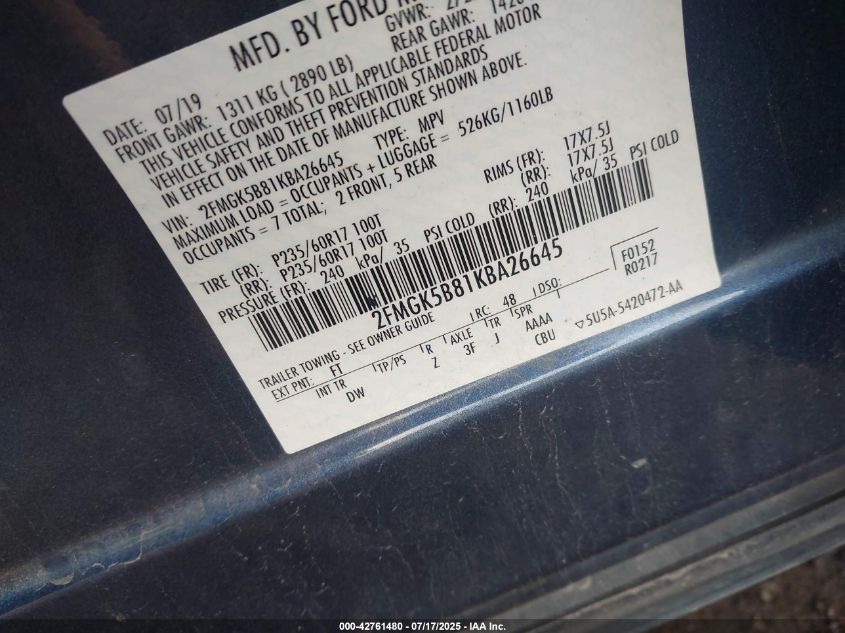 MFD. BY FORD
GVWR:
DATE: 07/19
REAR GAWR:
FRONT GAWR: 1311 KG ( 2890 LB)
THIS VEHICLE CONFORMS TO ALL APPLICABLE FEDERAL MOTOR
VEHICLE SAFETY AND THEFT PREVENTION STANDARDS
IN EFFECT ON THE DATE OF MANUFACTURE SHOWN ABOVE.
VIN: 2FMGK5B81KBA26645 TYPE: MPV
MAXIMUM LOAD = OCCUPANTS + LUGGAGE = 526KG/1160LB
OCCUPANTS = 7 TOTAL; 2 FRONT, 5 REAR
TIRE (FR): P235/60R17 100T RIMS (FR): 17X7.5J
(RR): P235/60R17 100T (RR): 17X7.5J
PRESSURE (FR): 240 kPa/ 35 PSI COLD (RR): 240 kPa/ 35 PSI COLD
2FMGK5B81KBA26645
TRAILER TOWING - SEE OWNER GUIDE RC: 48 DSO: F0152
R0217
EXT PNT: FT INT TR TP/PS R AXLE TR SPR
DW Z 3F J AAAA
CBU 5U5A-5420472-AA
000-42761480 - 07/17/2025 - IAA Inc.